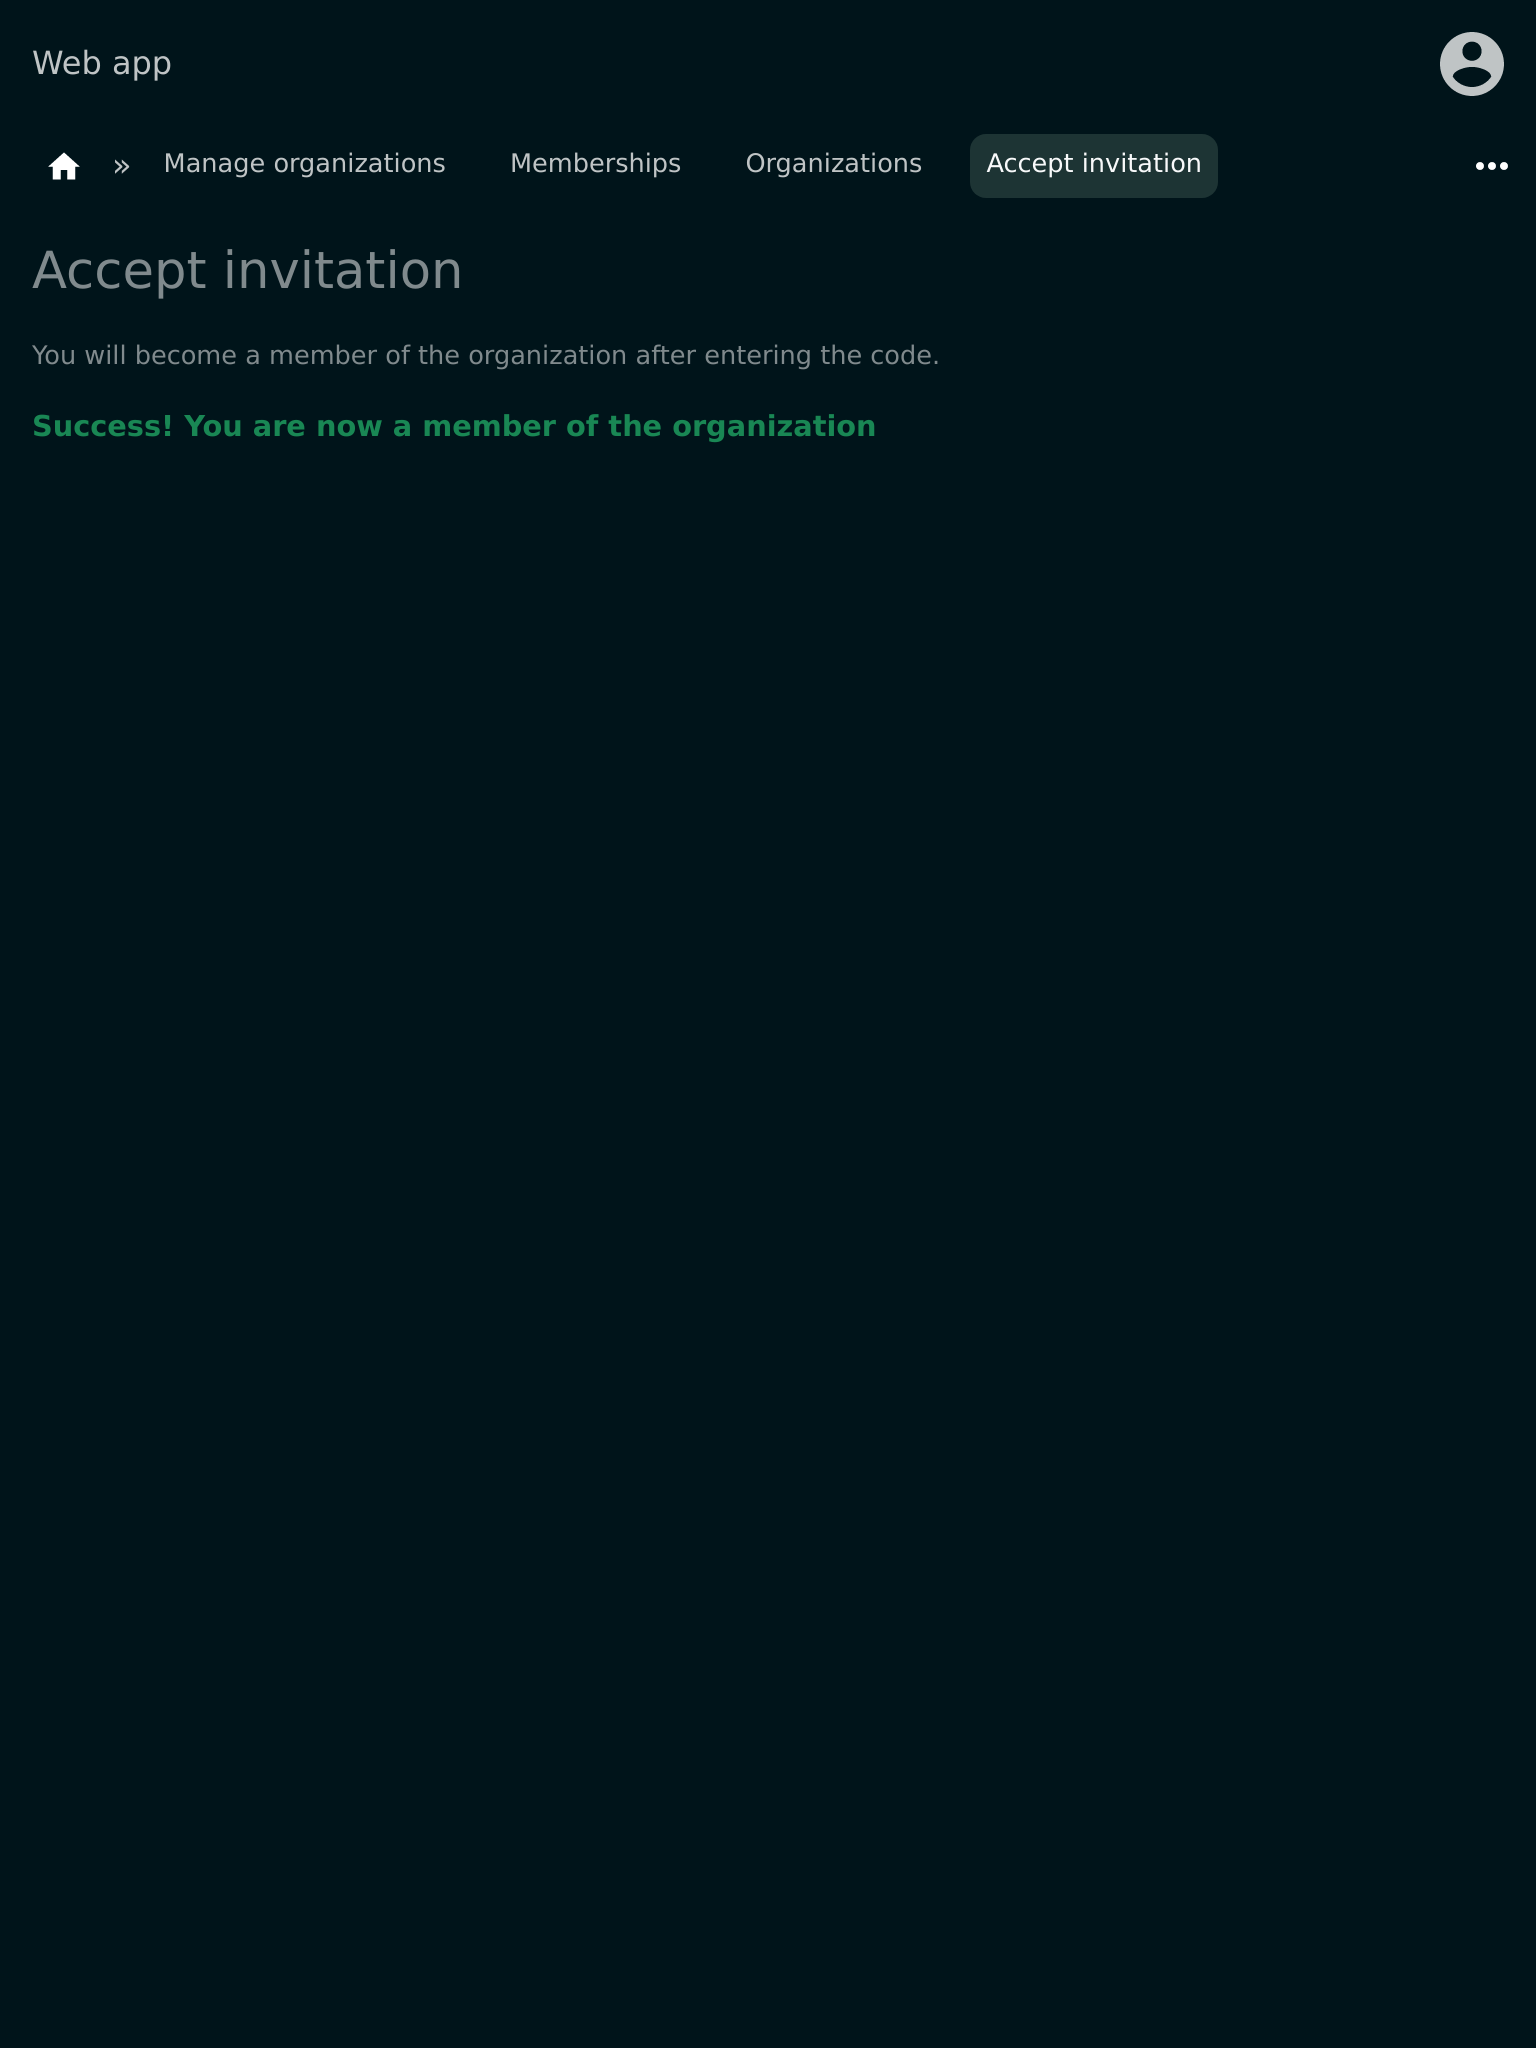 Web app
» Manage organizations Memberships Organizations Accept invitation
Accept invitation
You will become a member of the organization after entering the code.
Success! You are now a member of the organization